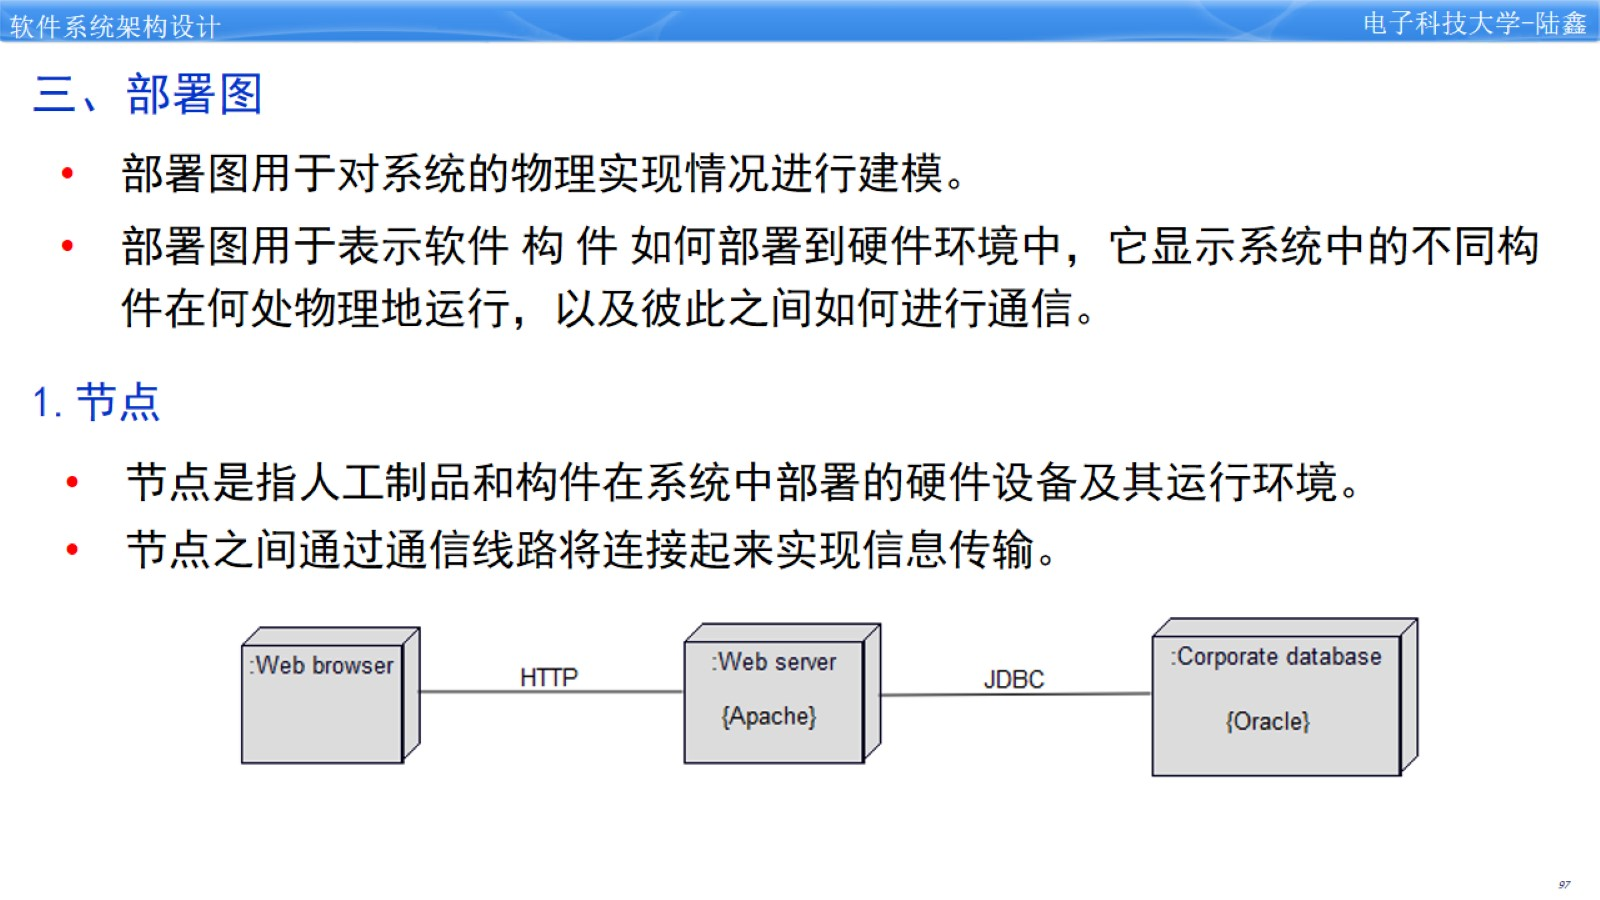 软件系统架构设计
电子科技大学-陆鑫
三、部署图
• 部署图用于对系统的物理实现情况进行建模。
• 部署图用于表示软件 构 件 如何部署到硬件环境中，它显示系统中的不同构
件在何处物理地运行，以及彼此之间如何进行通信。
1.节点
• 节点是指人工制品和构件在系统中部署的硬件设备及其运行环境。
• 节点之间通过通信线路将连接起来实现信息传输。
:Web browser
HTTP
:Web server
{Apache}
JDBC
:Corporate database
{Oracle}
97